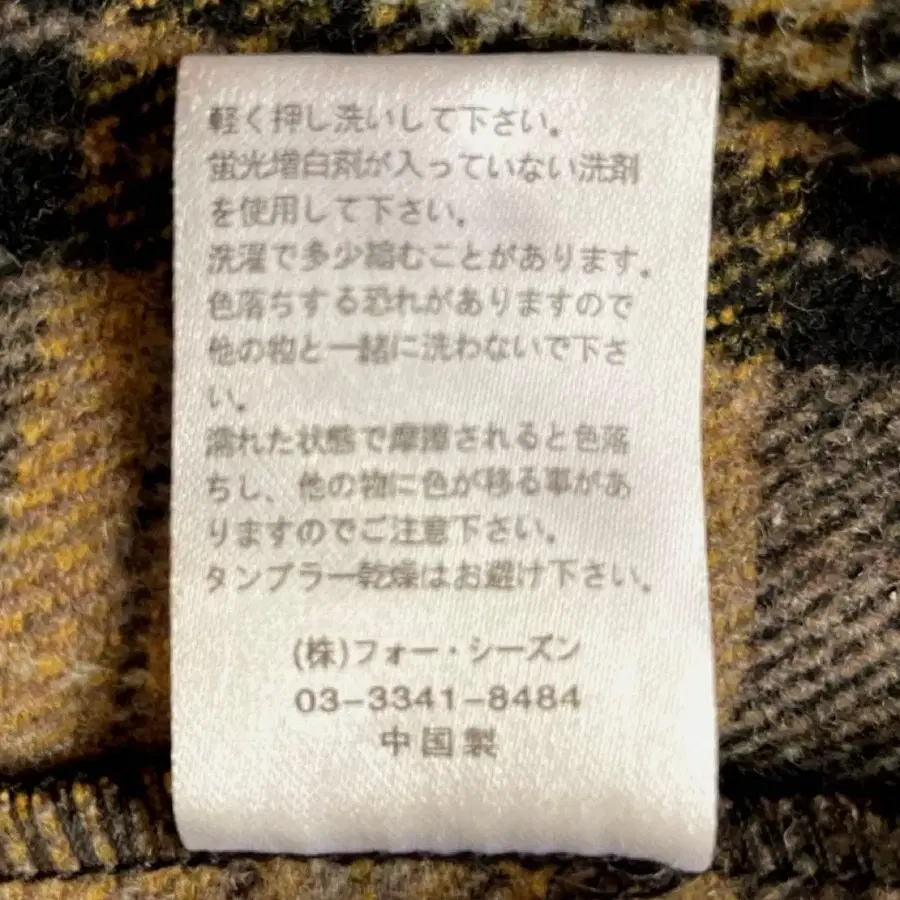 軽く押し洗いして下さい。
蛍光増白剤が入っていない洗剤
を使用して下さい。
洗濯で多少縮むことがあります。
色落ちする恐れがありますので
他の物と一緒に洗わないで下さ
い。
濡れた状態で摩擦されると色落
ちし、他の物に色が移る事があ
りますのでご注意下さい。
タンブラー乾燥はお避け下さい。
(株)フォー・シーズン
03-3341-8484
中国製